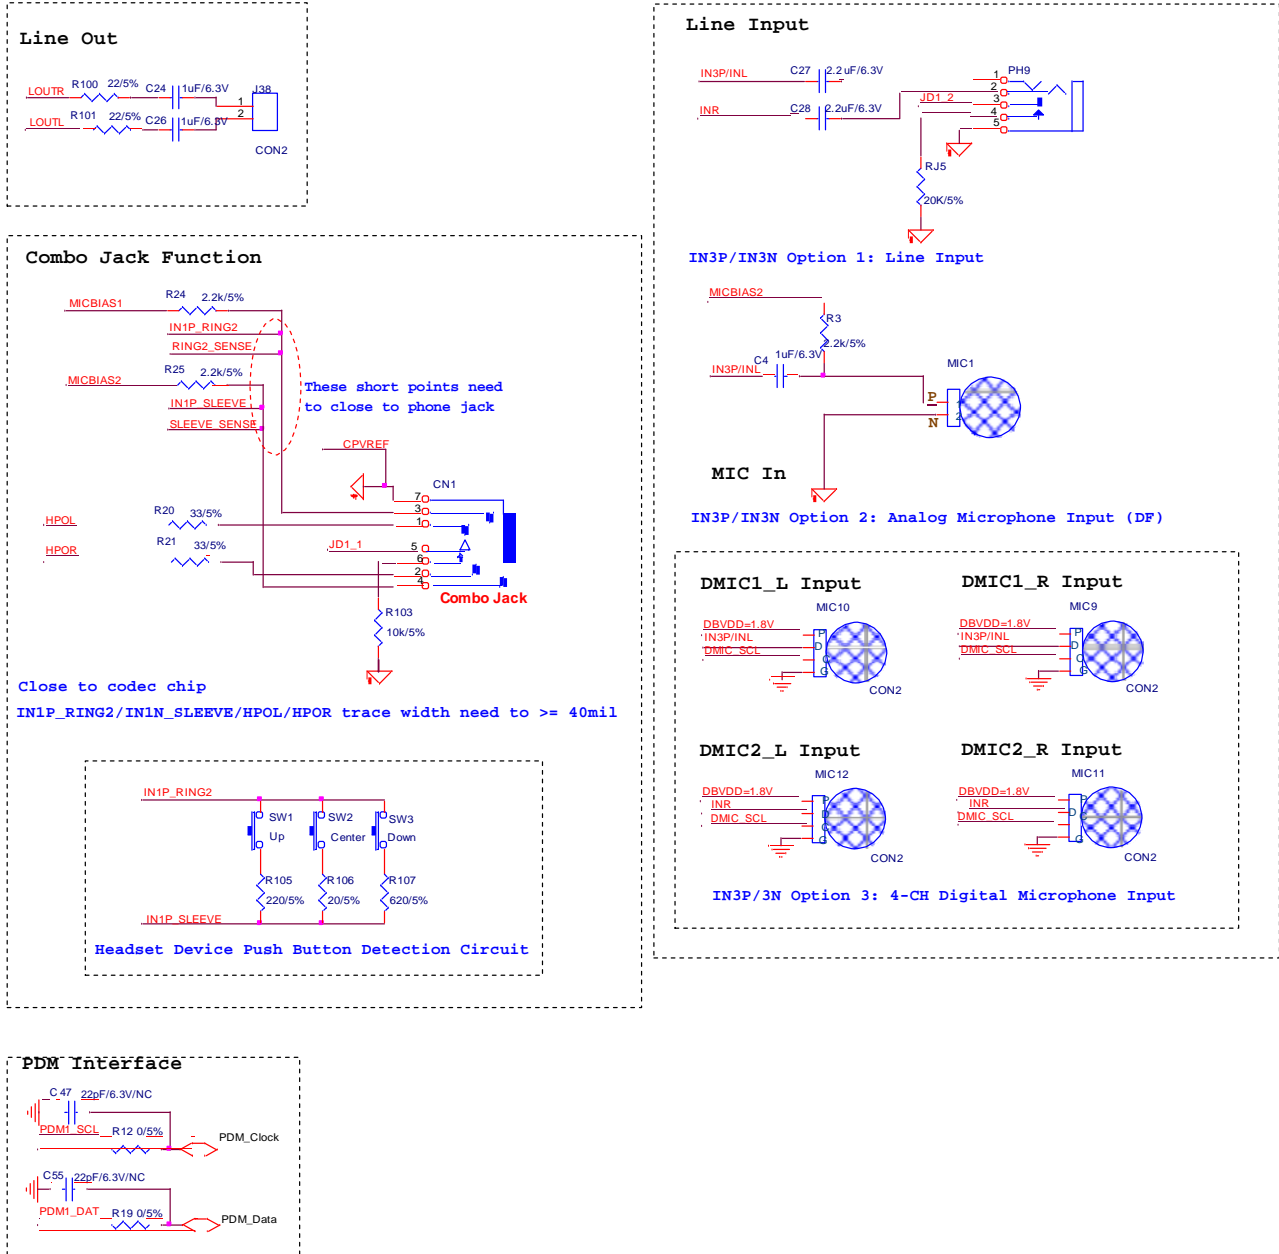 Line Out
LOUTR
R100
22/5%
C24
1uF/6.3V
J38
1
2
LOUTL
R101
22/5%
C26
1uF/6.3V
CON2
Line Input
IN3P/INL
C27
2.2 uF/6.3V
INR
C28
2.2uF/6.3V
JD1_2
1
2
3
4
5
PH9
RJ5
20K/5%
IN3P/IN3N Option 1: Line Input
MICBIAS2
R3
2.2k/5%
IN3P/INL
C4
1uF/6.3V
MIC1
P
N
2
MIC In
IN3P/IN3N Option 2: Analog Microphone Input (DF)
Combo Jack Function
MICBIAS1
R24
2.2k/5%
IN1P_RING2
RING2_SENSE
MICBIAS2
R25
2.2k/5%
IN1P_SLEEVE
SLEEVE_SENSE
These short points need
to close to phone jack
CPVREF
CN1
7
3
1
5
6
2
4
HPOL
R20
33/5%
HPOR
R21
33/5%
JD1_1
Combo Jack
R103
10k/5%
Close to codec chip
IN1P_RING2/IN1N_SLEEVE/HPOL/HPOR trace width need to >= 40mil
IN1P_RING2
SW1
Up
SW2
Center
SW3
Down
R105
220/5%
R106
20/5%
R107
620/5%
IN1P_SLEEVE
Headset Device Push Button Detection Circuit
DMIC1_L Input
MIC10
DBVDD=1.8V
IN3P/INL
DMIC_SCL
P
D
C
G
CON2
DMIC1_R Input
MIC9
DBVDD=1.8V
IN3P/INL
DMIC_SCL
P
D
C
G
CON2
DMIC2_L Input
MIC12
DBVDD=1.8V
INR
DMIC_SCL
P
D
C
G
CON2
DMIC2_R Input
MIC11
DBVDD=1.8V
INR
DMIC_SCL
P
D
C
G
CON2
IN3P/3N Option 3: 4-CH Digital Microphone Input
PDM Interface
C 47
22pF/6.3V/NC
PDM1_SCL
R12 0/5%
PDM_Clock
C55
22pF/6.3V/NC
PDM1_DAT
R19 0/5%
PDM_Data